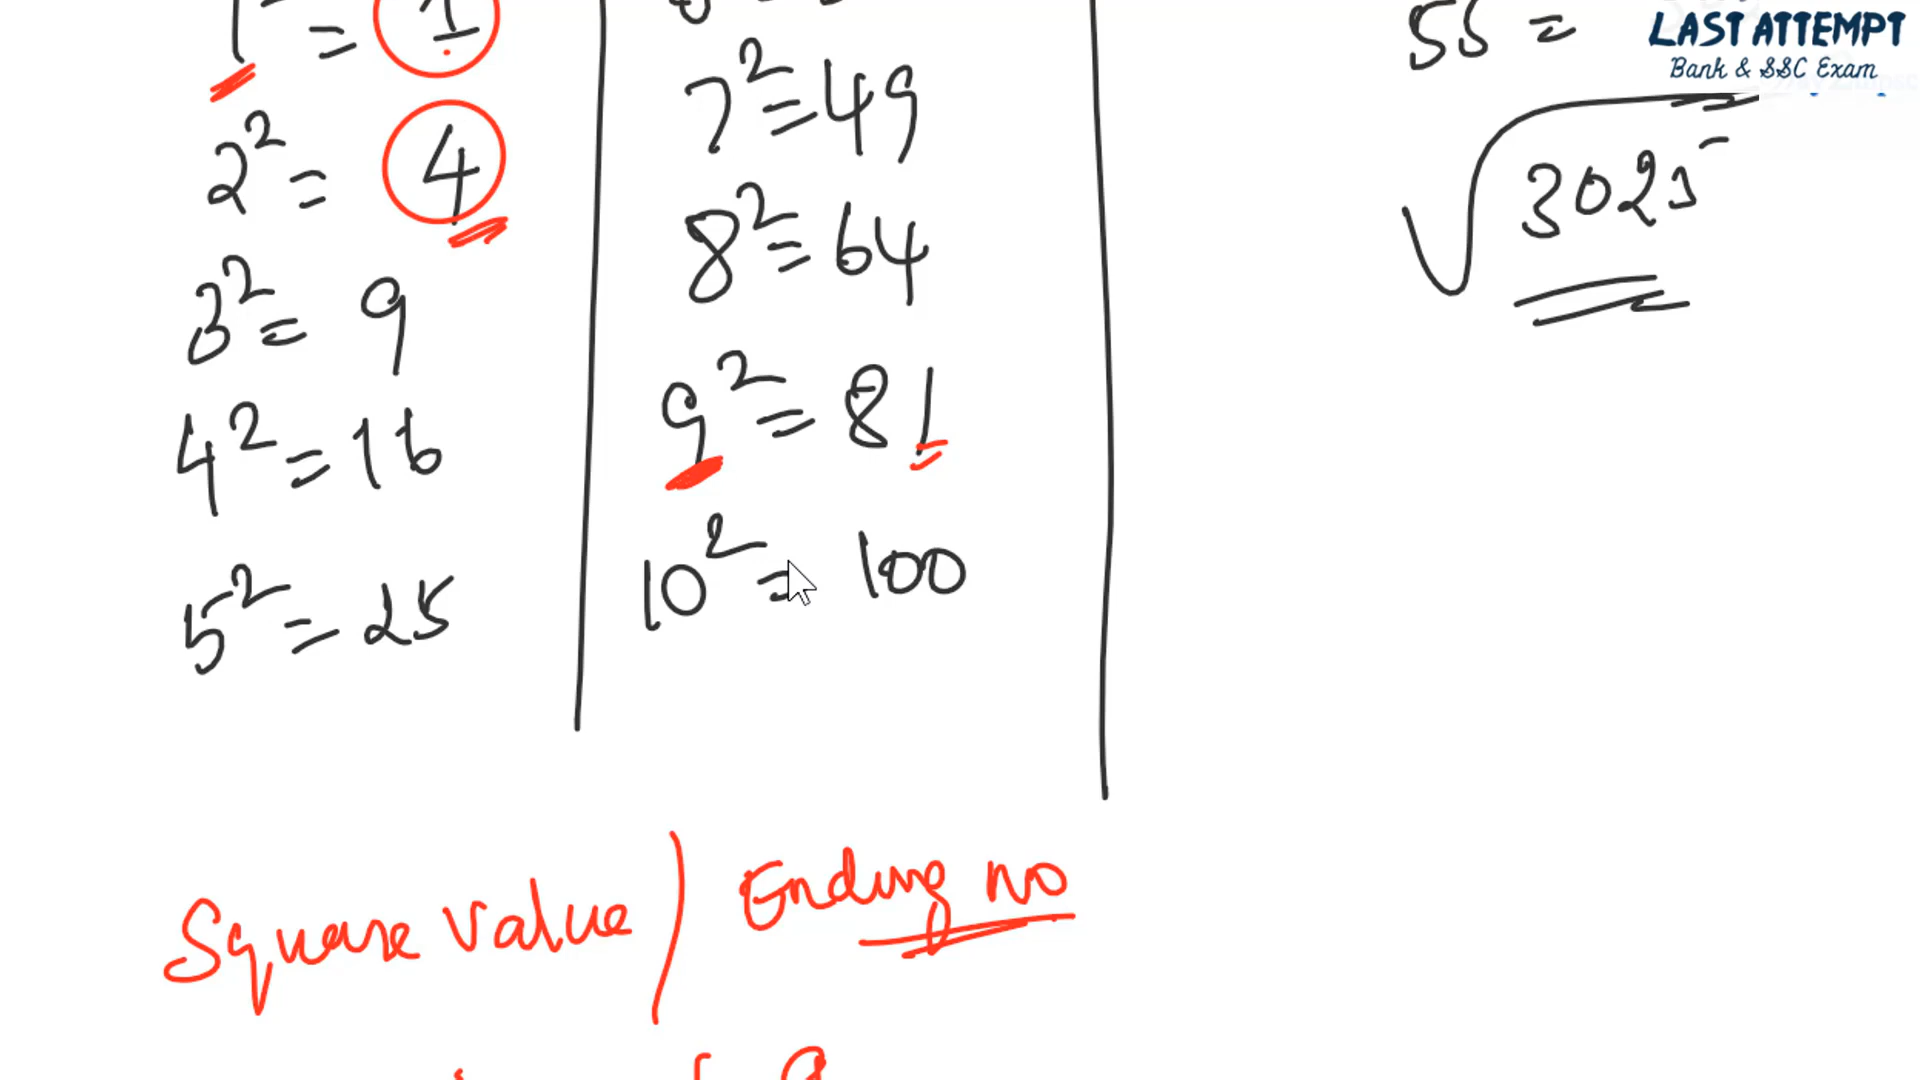 1² = 1
2² = 4
3² = 9
4² = 16
5² = 25
7² = 49
8² = 64
9² = 81
10² = 100
55 =
√3025
LAST ATTEMPT
Bank & SSC Exam
Square value / Ending no